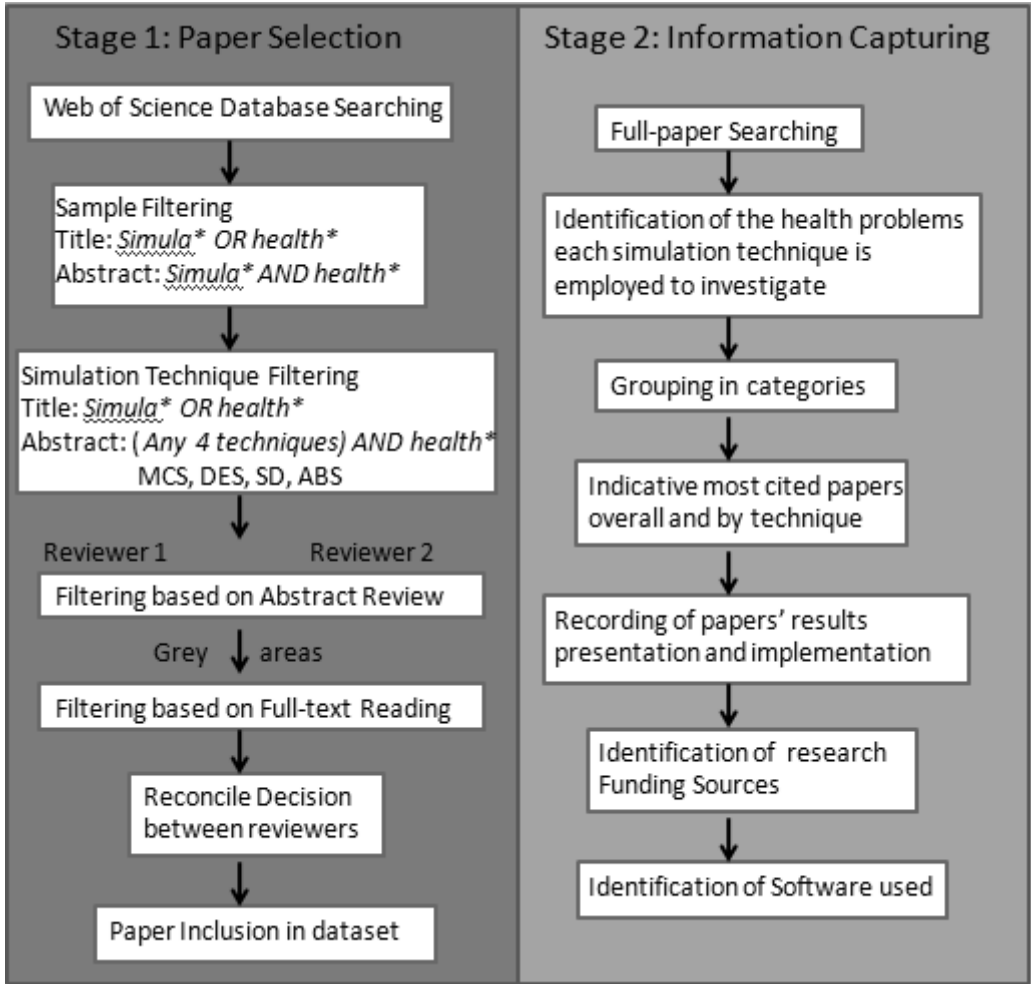 Stage 1: Paper Selection
Web of Science Database Searching
Sample Filtering
Title: Simula* OR health*
Abstract: Simula* AND health*
Simulation Technique Filtering
Title: Simula* OR health*
Abstract: (Any 4 techniques) AND health*
MCS, DES, SD, ABS
Reviewer 1 Reviewer 2
Filtering based on Abstract Review
Grey areas
Filtering based on Full-text Reading
Reconcile Decision
between reviewers
Paper Inclusion in dataset
Stage 2: Information Capturing
Full-paper Searching
Identification of the health problems
each simulation technique is
employed to investigate
Grouping in categories
Indicative most cited papers
overall and by technique
Recording of papers’ results
presentation and implementation
Identification of research
Funding Sources
Identification of Software used